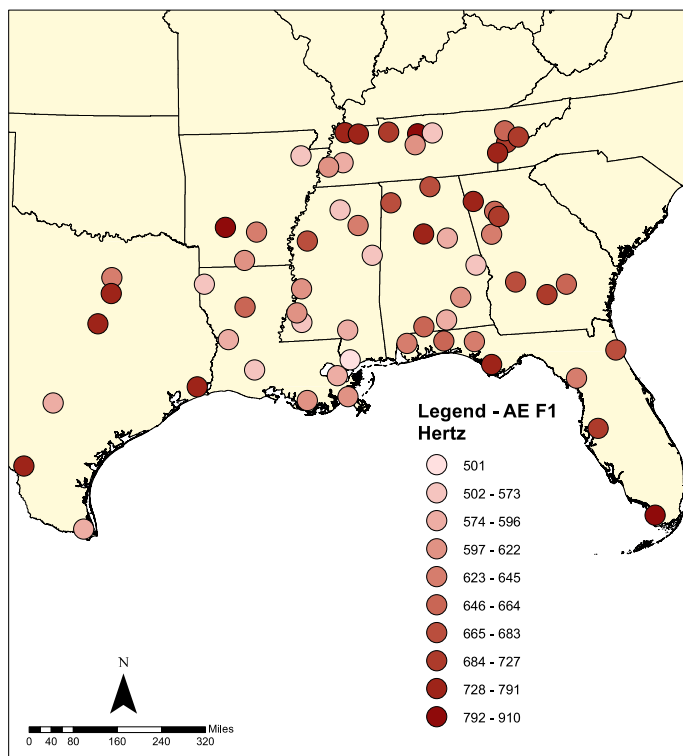 Legend - AE F1
Hertz
501
502 - 573
574 - 596
597 - 622
623 - 645
646 - 664
665 - 683
684 - 727
728 - 791
792 - 910
N
Miles
0 40 80 160 240 320